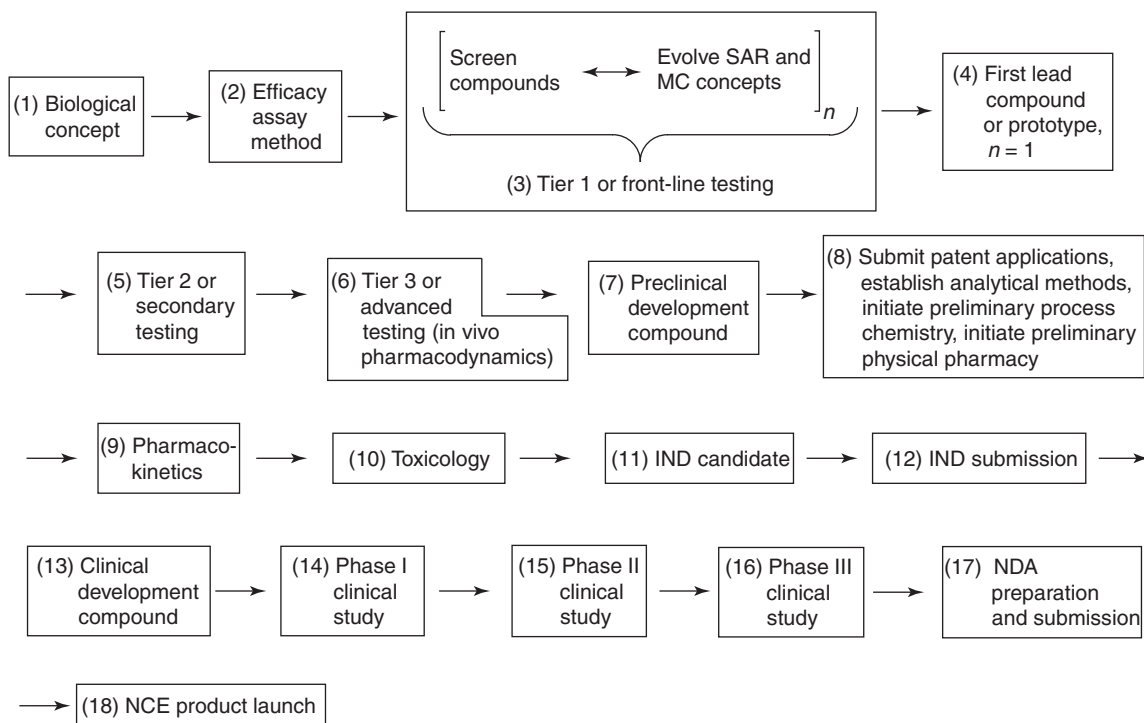 (1) Biological
concept
(2) Efficacy
assay
method
Screen
compounds
Evolve SAR and
MC concepts
n
(3) Tier 1 or front-line testing
(4) First lead
compound
or prototype,
n = 1
(5) Tier 2 or
secondary
testing
(6) Tier 3 or
advanced
testing (in vivo
pharmacodynamics)
(7) Preclinical
development
compound
(8) Submit patent applications,
establish analytical methods,
initiate preliminary process
chemistry, initiate preliminary
physical pharmacy
(9) Pharmaco-
kinetics
(10) Toxicology
(11) IND candidate
(12) IND submission
(13) Clinical
development
compound
(14) Phase I
clinical
study
(15) Phase II
clinical
study
(16) Phase III
clinical
study
(17) NDA
preparation
and submission
(18) NCE product launch